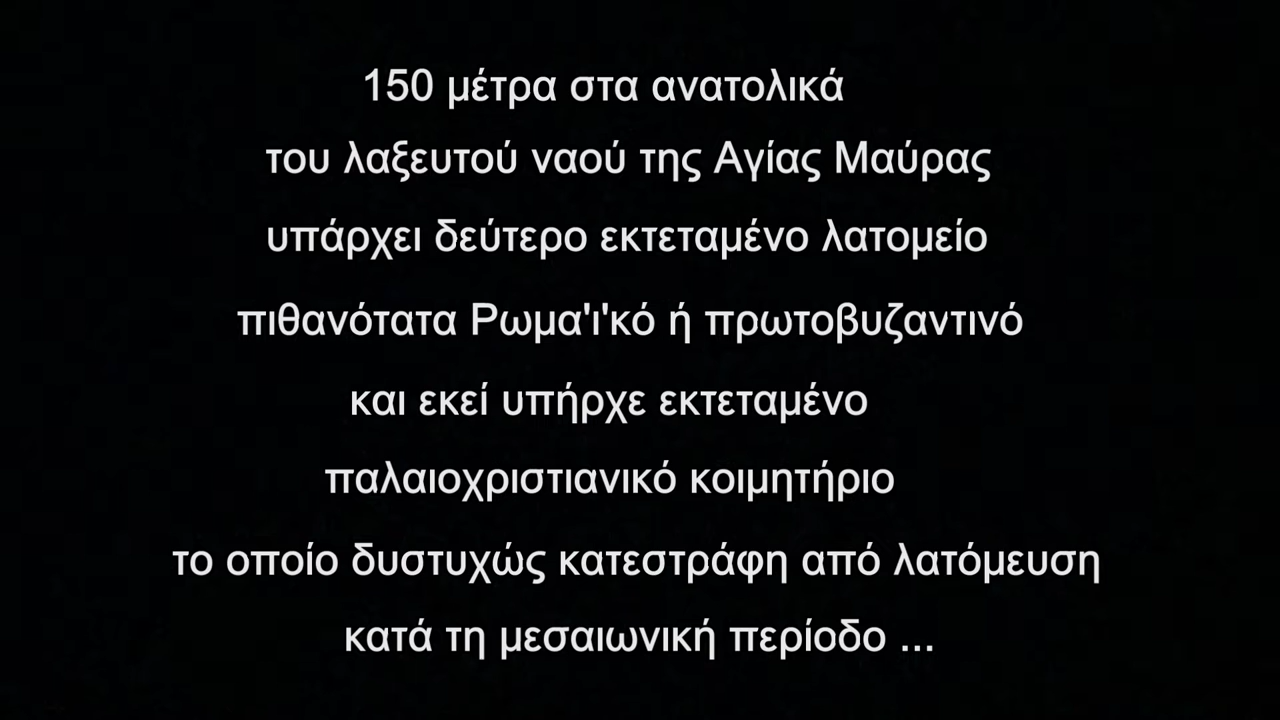 150 μέτρα στα ανατολικά
του λαξευτού ναού της Αγίας Μαύρας
υπάρχει δεύτερο εκτεταμένο λατομείο
πιθανότατα Ρωμα'ι'κό ή πρωτοβυζαντινό
και εκεί υπήρχε εκτεταμένο
παλαιοχριστιανικό κοιμητήριο
το οποίο δυστυχώς κατεστράφη από λατόμευση
κατά τη μεσαιωνική περίοδο ...